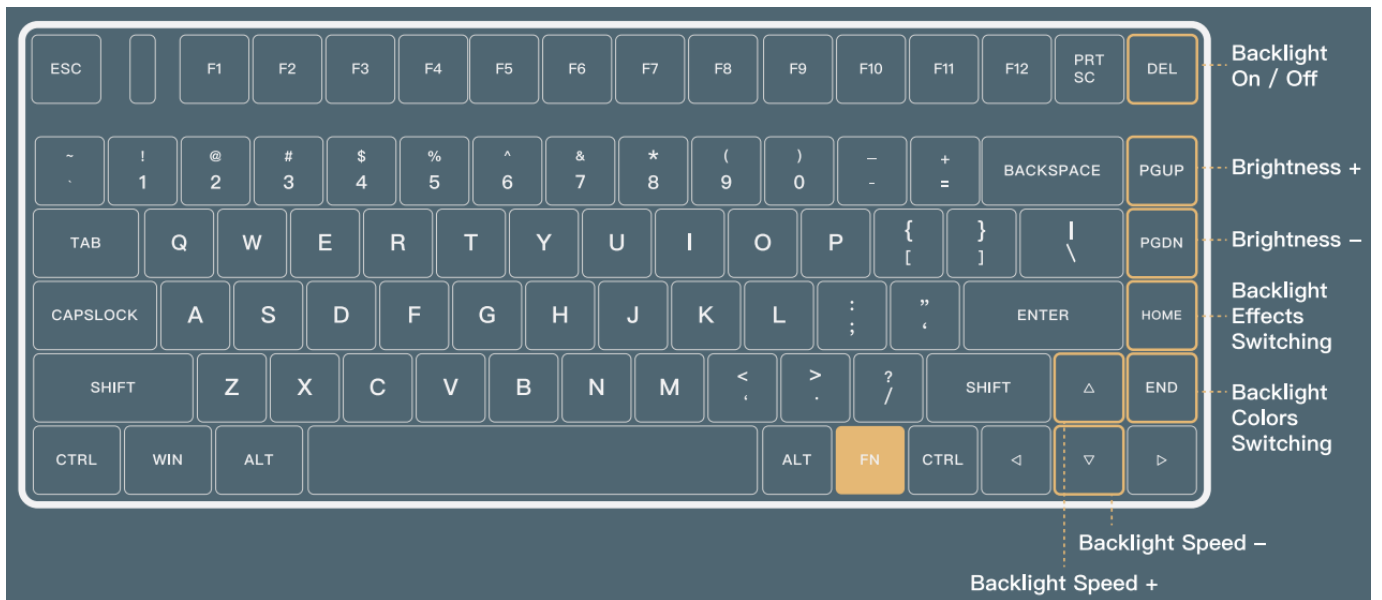 ESC F1 F2 F3 F4 F5 F6 F7 F8 F9 F10 F11 F12 PRT SC DEL
Backlight
On / Off
~ ! @ # $ % ^ & * ( ) — +
` 1 2 3 4 5 6 7 8 9 0 - = BACKSPACE PGUP
Brightness +
TAB Q W E R T Y U I O P { [ } ] | \ PGDN
Brightness –
CAPSLOCK A S D F G H J K L : ; ” ‘ ENTER HOME
Backlight
Effects
Switching
SHIFT Z X C V B N M < ‘ > . ? / SHIFT △ END
Backlight
Colors
Switching
CTRL WIN ALT ALT FN CTRL ◁ ▽ ▷
Backlight Speed –
Backlight Speed +